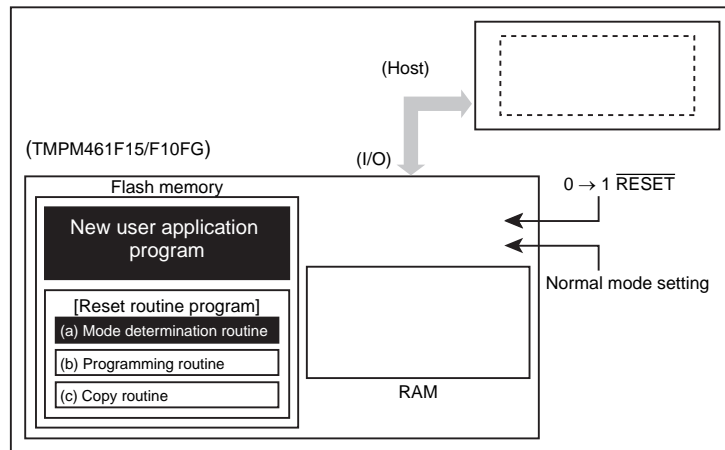 (Host)
(TMPM461F15/F10FG)
(I/O)
Flash memory
0 → 1 RESET
New user application
program
Normal mode setting
[Reset routine program]
(a) Mode determination routine
(b) Programming routine
(c) Copy routine
RAM